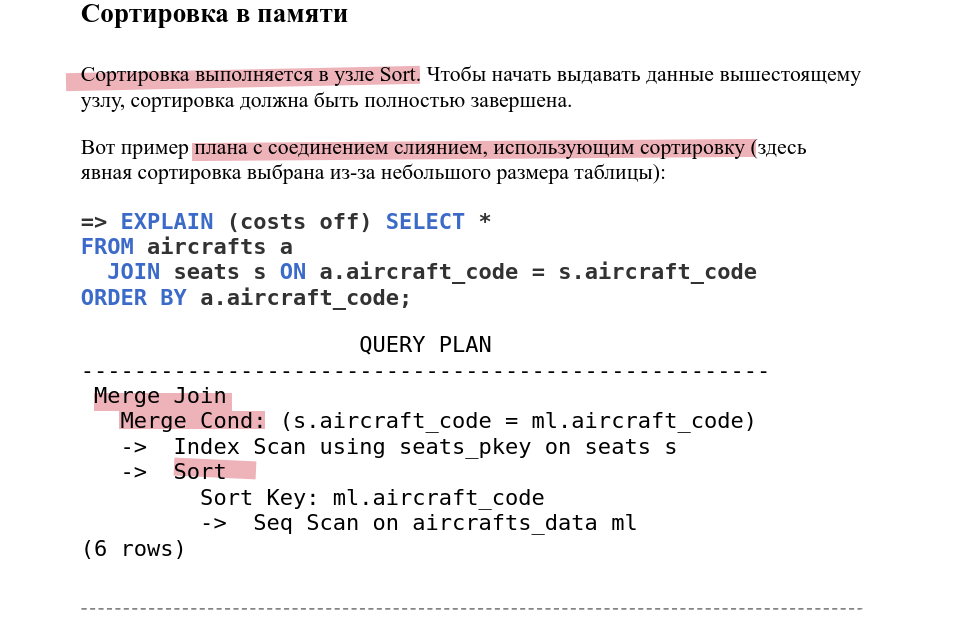 Сортировка в памяти
Сортировка выполняется в узле Sort. Чтобы начать выдавать данные вышестоящему
узлу, сортировка должна быть полностью завершена.
Вот пример плана с соединением слиянием, использующим сортировку (здесь
явная сортировка выбрана из-за небольшого размера таблицы):
=> EXPLAIN (costs off) SELECT *
FROM aircrafts a
  JOIN seats s ON a.aircraft_code = s.aircraft_code
ORDER BY a.aircraft_code;
                     QUERY PLAN
----------------------------------------------------
 Merge Join
   Merge Cond: (s.aircraft_code = ml.aircraft_code)
   ->  Index Scan using seats_pkey on seats s
   ->  Sort
         Sort Key: ml.aircraft_code
         ->  Seq Scan on aircrafts_data ml
(6 rows)